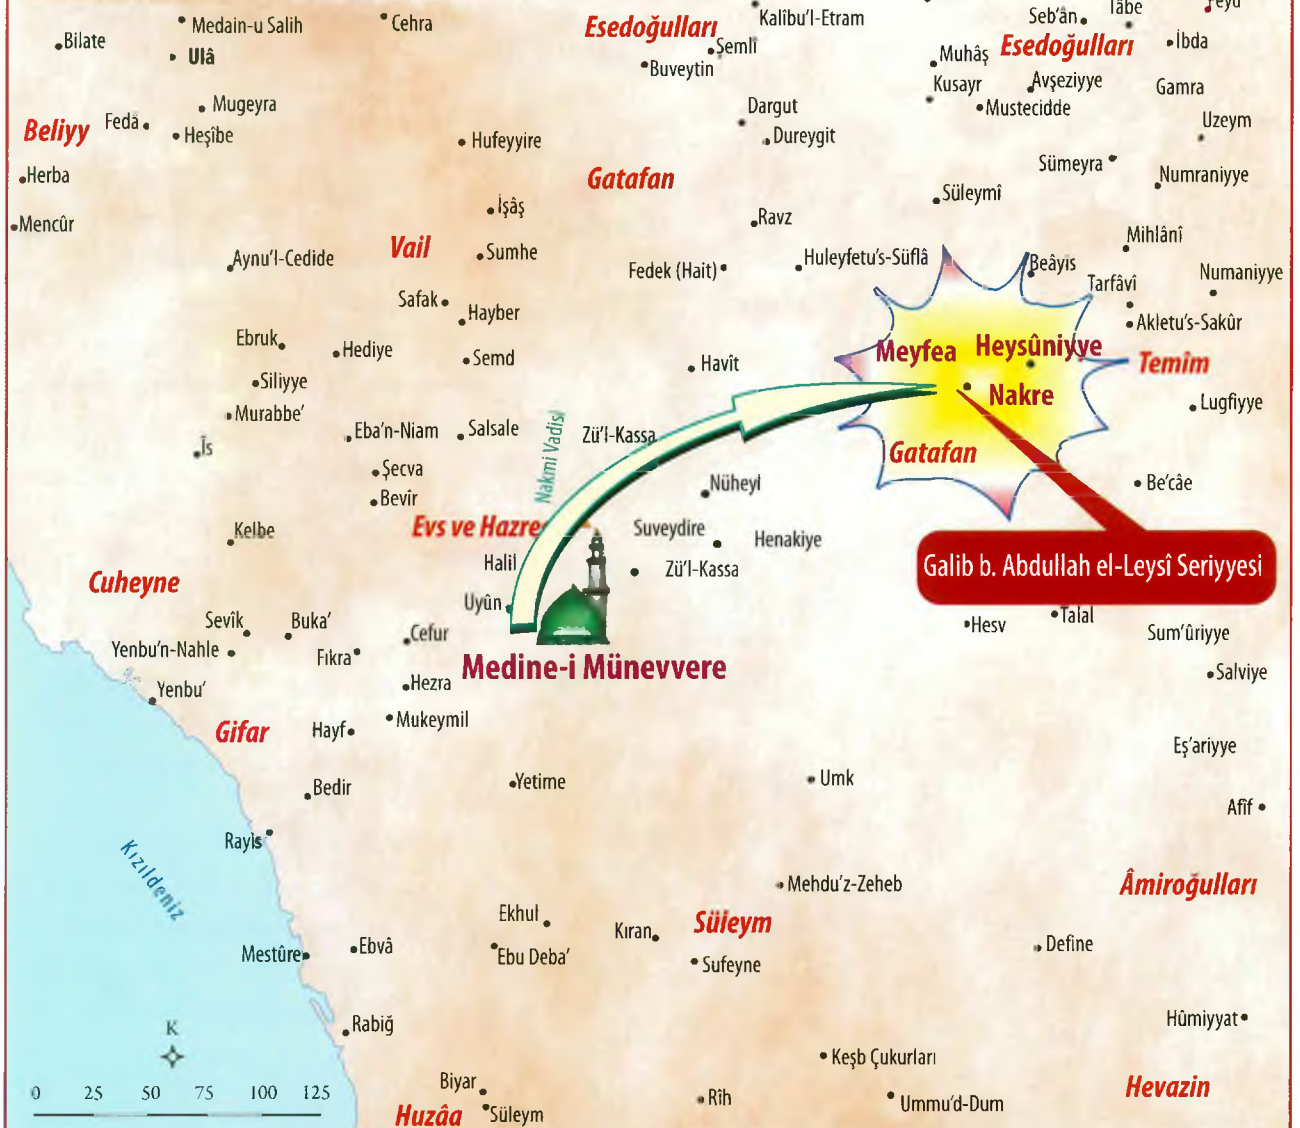 Medain-u Salih
Cehra
Esedoğulları
Kalîbu'l-Etram
Seb'ân
Tâbe
Feyd
Bilate
Ulâ
Şemlî
Buveytin
Muhâş
Esedoğulları
İbda
Kusayr
Avşeziyye
Gamra
Mugeyra
Dargut
Mustecidde
Beliyy
Fedâ
Heşîbe
Hufeyyire
Dureygit
Uzeym
Herba
Gatafan
Sümeyra
Numraniyye
İşâş
Süleymî
Mencûr
Ravz
Vail
Sumhe
Mihlânî
Aynu'l-Cedide
Fedek (Hait)
Huleyfetu's-Süflâ
Beâyis
Numaniyye
Tarfâvî
Safak
Hayber
Akletu's-Sakûr
Ebruk
Hediye
Semd
Havît
Meyfea
Heysûniyye
Temîm
Siliyye
Nakre
Lugfiyye
Murabbe'
Eba'n-Niam
Salsale
Nakmi Vadisi
Zü'l-Kassa
Îs
Gatafan
Şecva
Bevîr
Nüheyl
Be'câe
Kelbe
Evs ve Hazre
Suveydire
Henakiye
Halil
Zü'l-Kassa
Galib b. Abdullah el-Leysî Seriyyesi
Cuheyne
Uyûn
Sevîk
Buka'
Cefur
Hesv
Talal
Sum'ûriyye
Yenbu'n-Nahle
Fıkra
Medine-i Münevvere
Salviye
Yenbu'
Hezra
Gifar
Hayf
Mukeymil
Eş'ariyye
Bedir
Yetime
Umk
Afîf
Rayis
Kızıldeniz
Mehdu'z-Zeheb
Âmiroğulları
Ekhul
Kıran
Süleym
Mestûre
Ebvâ
Ebu Deba'
Sufeyne
Define
Rabiğ
Hûmiyyat
K
Keşb Çukurları
0 25 50 75 100 125
Biyar
Hevazin
Huzâa
Süleym
Rîh
Ummu'd-Dum